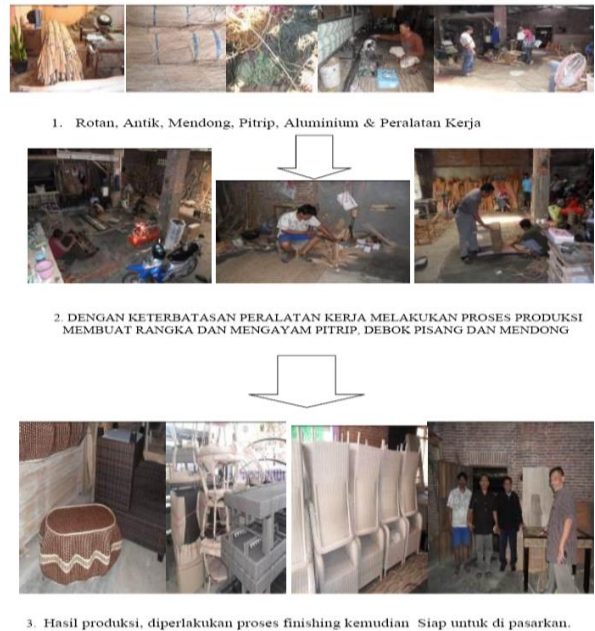 1. Rotan, Antik, Mendong, Pitrip, Aluminium & Peralatan Kerja
2. DENGAN KETERBATASAN PERALATAN KERJA MELAKUKAN PROSES PRODUKSI
MEMBUAT RANGKA DAN MENGAYAM PITRIP, DEBOK PISANG DAN MENDONG
3. Hasil produksi, diperlakukan proses finishing kemudian Siap untuk di pasarkan.